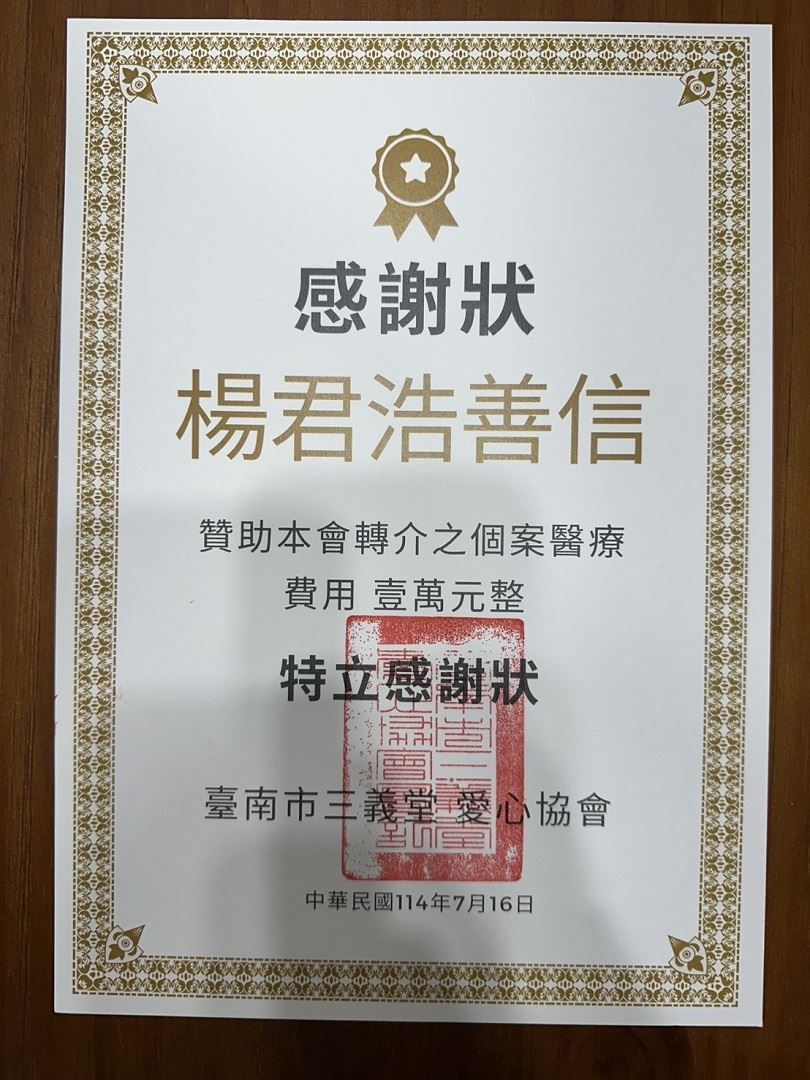 感謝狀
楊君浩善信
贊助本會轉介之個案醫療
費用 壹萬元整
特立感謝狀
臺南市三義堂 愛心協會
中華民國114年7月16日